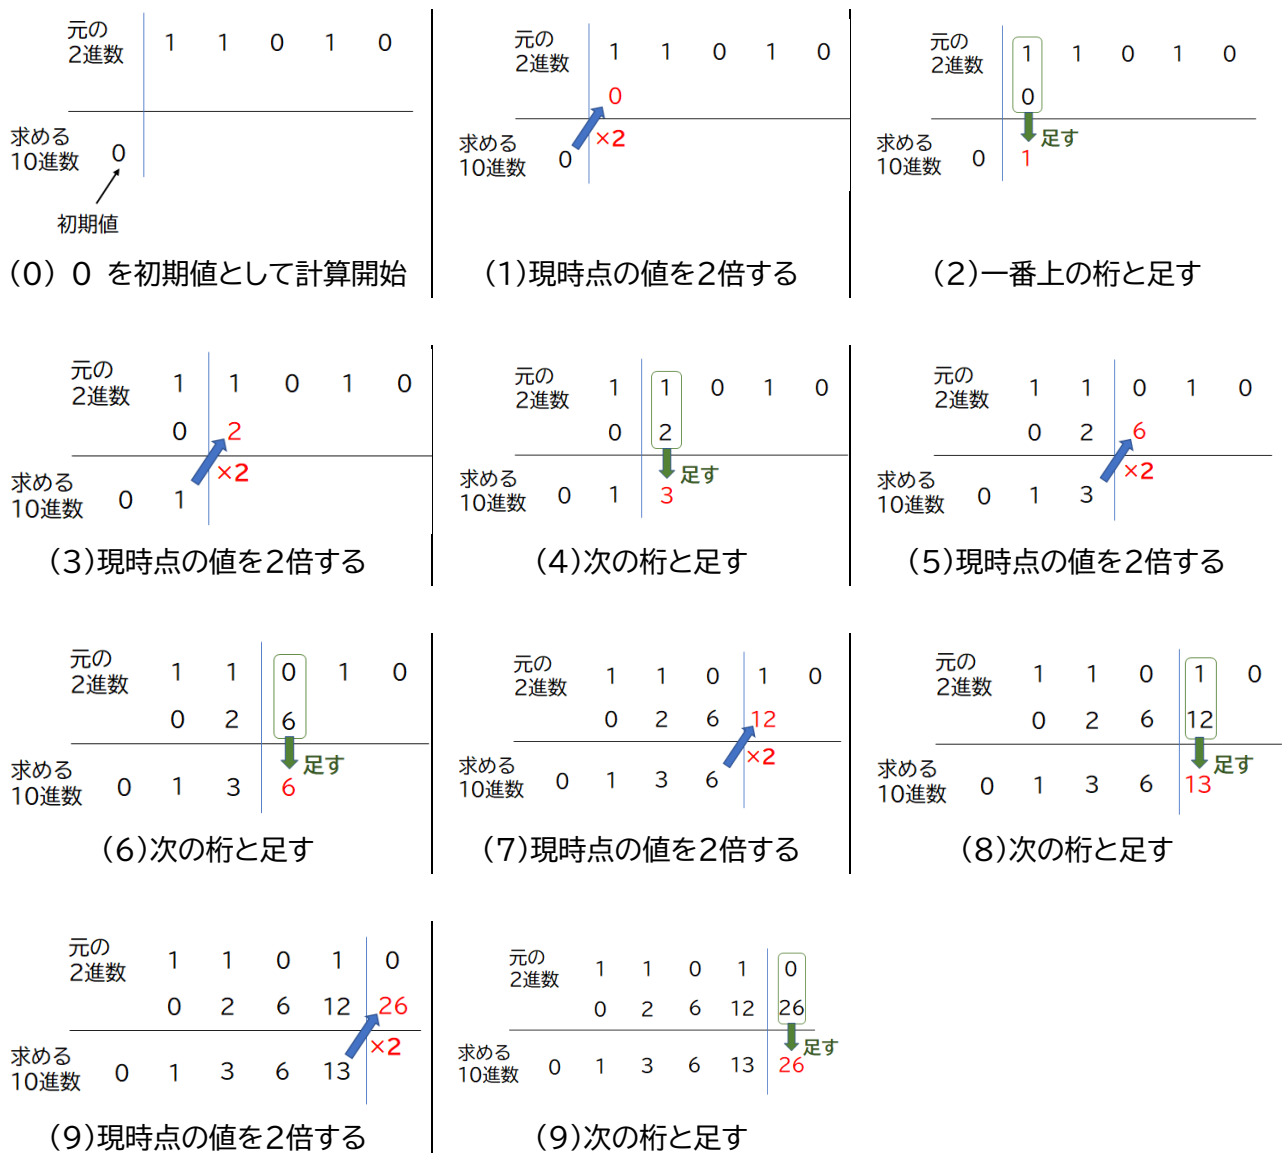 元の
2進数 1 1 0 1 0
求める
10進数 0
初期値
(0) 0 を初期値として計算開始
元の
2進数 1 1 0 1 0
0
×2
求める
10進数 0
(1)現時点の値を2倍する
元の
2進数 1 1 0 1 0
0
足す
求める
10進数 0 1
(2)一番上の桁と足す
元の
2進数 1 1 0 1 0
0 2
×2
求める
10進数 0 1
(3)現時点の値を2倍する
元の
2進数 1 1 0 1 0
0 2
足す
求める
10進数 0 1 3
(4)次の桁と足す
元の
2進数 1 1 0 1 0
0 2 6
×2
求める
10進数 0 1 3
(5)現時点の値を2倍する
元の
2進数 1 1 0 1 0
0 2 6
足す
求める
10進数 0 1 3 6
(6)次の桁と足す
元の
2進数 1 1 0 1 0
0 2 6 12
×2
求める
10進数 0 1 3 6
(7)現時点の値を2倍する
元の
2進数 1 1 0 1 0
0 2 6 12
足す
求める
10進数 0 1 3 6 13
(8)次の桁と足す
元の
2進数 1 1 0 1 0
0 2 6 12 26
×2
求める
10進数 0 1 3 6 13
(9)現時点の値を2倍する
元の
2進数 1 1 0 1 0
0 2 6 12 26
足す
求める
10進数 0 1 3 6 13 26
(9)次の桁と足す